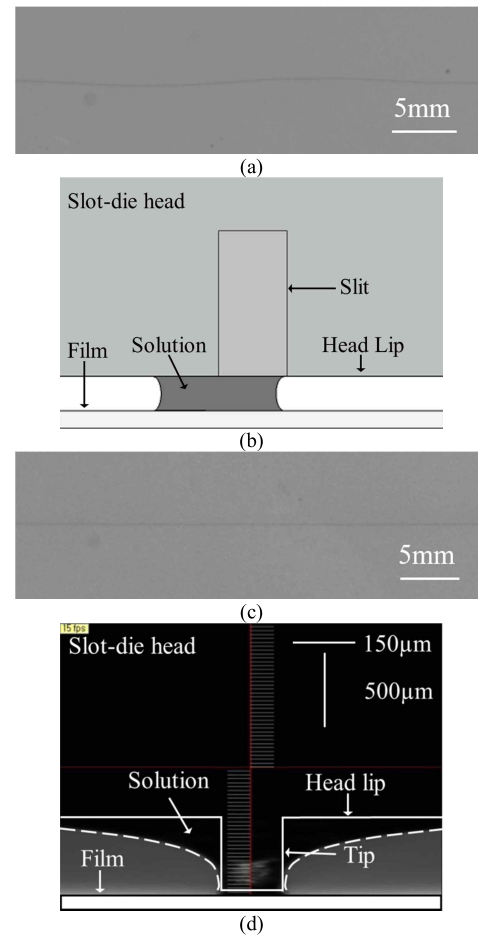 5mm
(a)
Slot-die head
Slit
Film
Solution
Head Lip
(b)
5mm
(c)
15 fps
Slot-die head
150µm
500µm
Solution
Head lip
Film
Tip
(d)